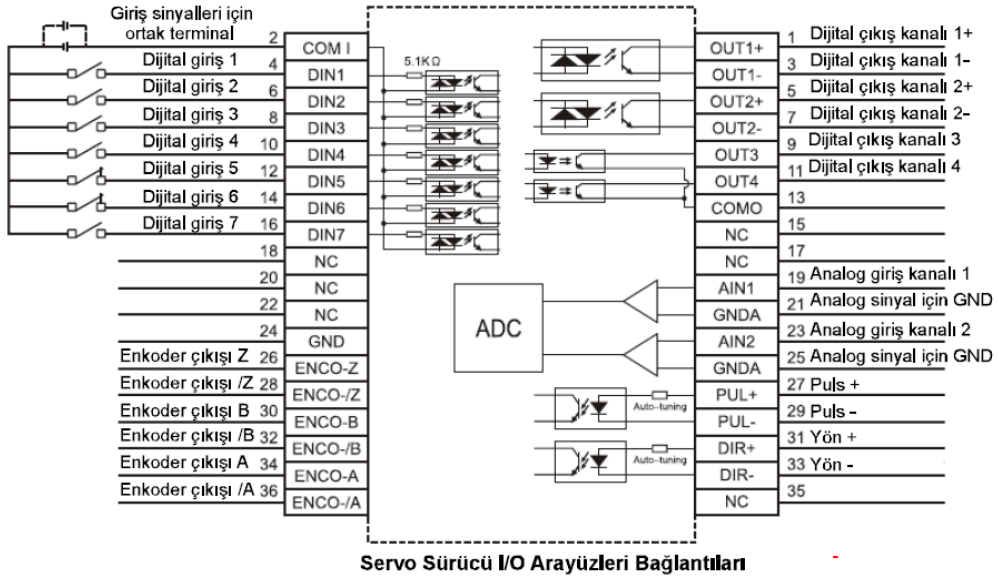 Giriş sinyalleri için
ortak terminal
2
COM I
Dijital giriş 1
4
DIN1
Dijital giriş 2
6
DIN2
Dijital giriş 3
8
DIN3
Dijital giriş 4
10
DIN4
Dijital giriş 5
12
DIN5
Dijital giriş 6
14
DIN6
Dijital giriş 7
16
DIN7
18
NC
20
NC
22
NC
24
GND
Enkoder çıkışı Z 26
ENCO-Z
Enkoder çıkışı /Z 28
ENCO-/Z
Enkoder çıkışı B 30
ENCO-B
Enkoder çıkışı /B 32
ENCO-/B
Enkoder çıkışı A 34
ENCO-A
Enkoder çıkışı /A 36
ENCO-/A
5.1KΩ
ADC
Auto-tuning
Auto-tuning
OUT1+
1 Dijital çıkış kanalı 1+
OUT1-
3 Dijital çıkış kanalı 1-
OUT2+
5 Dijital çıkış kanalı 2+
OUT2-
7 Dijital çıkış kanalı 2-
OUT3
9 Dijital çıkış kanalı 3
OUT4
11 Dijital çıkış kanalı 4
COMO
13
NC
15
NC
17
AIN1
19 Analog giriş kanalı 1
GNDA
21 Analog sinyal için GND
AIN2
23 Analog giriş kanalı 2
GNDA
25 Analog sinyal için GND
PUL+
27 Puls +
PUL-
29 Puls -
DIR+
31 Yön +
DIR-
33 Yön -
NC
35
Servo Sürücü I/O Arayüzleri Bağlantıları